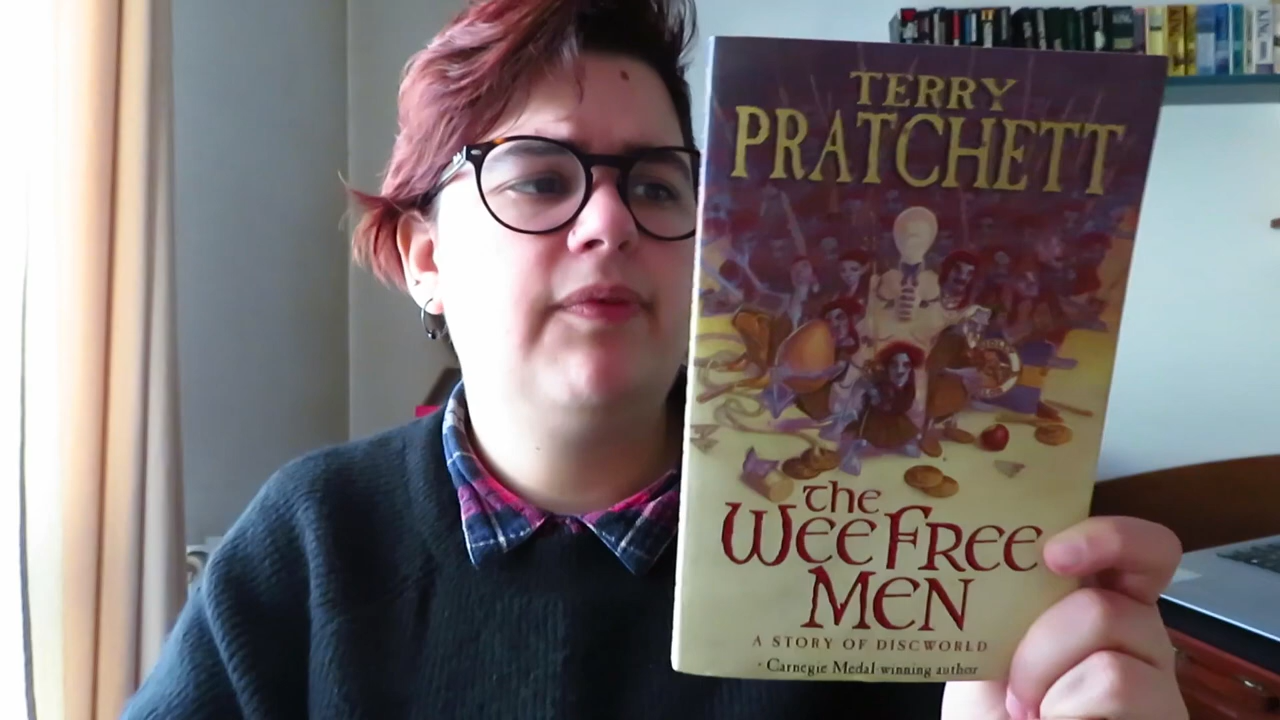 TERRY
PRATCHETT
The
Wee Free
Men
A STORY OF DISCWORLD
· Carnegie Medal-winning author